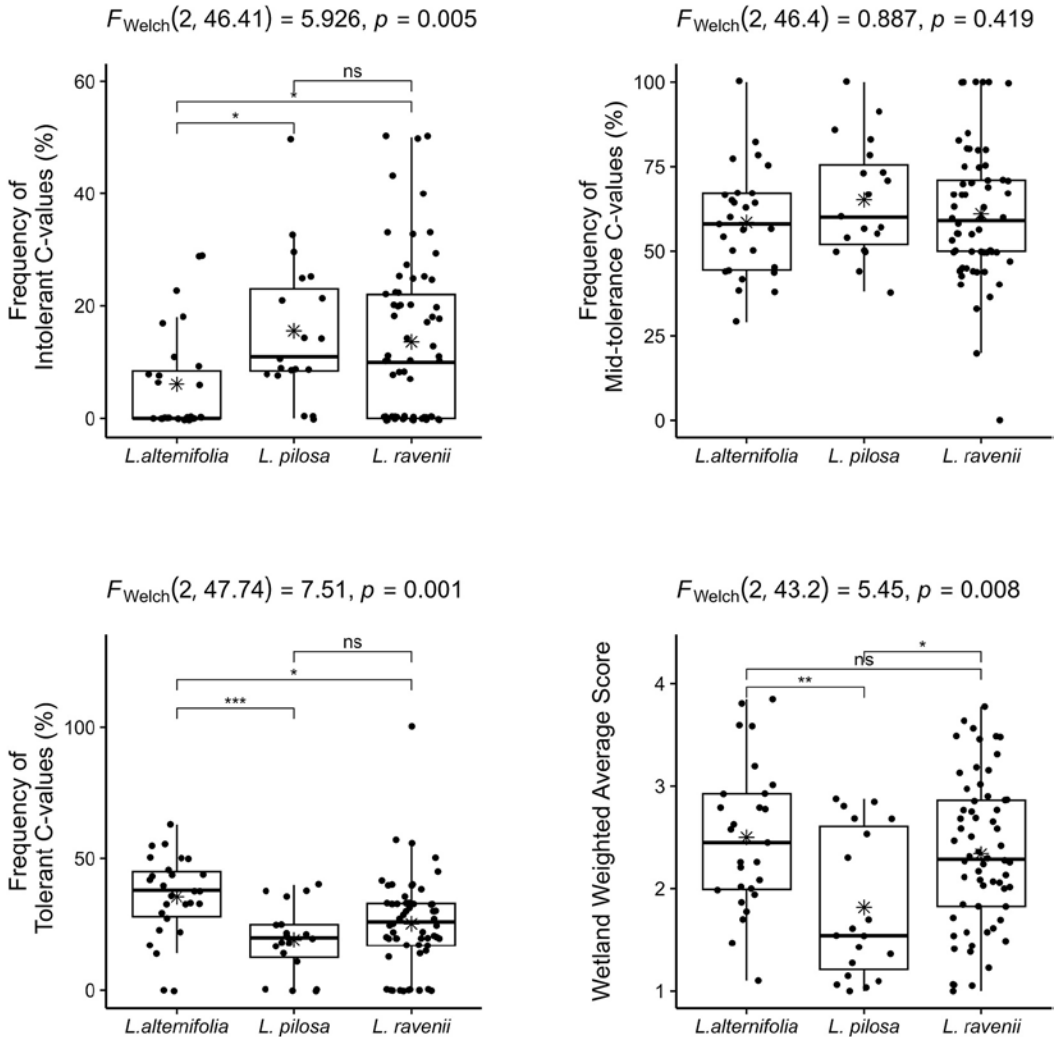 F_Welch(2, 46.41) = 5.926, p = 0.005
60
40
20
0
Frequency of
Intolerant C-values (%)
ns
*
*
L.alternifolia L. pilosa L. ravenii
F_Welch(2, 46.4) = 0.887, p = 0.419
100
75
50
25
0
Frequency of
Mid-tolerance C-values (%)
L.alternifolia L. pilosa L. ravenii
F_Welch(2, 47.74) = 7.51, p = 0.001
100
50
0
Frequency of
Tolerant C-values (%)
ns
*
***
L.alternifolia L. pilosa L. ravenii
F_Welch(2, 43.2) = 5.45, p = 0.008
4
3
2
1
Wetland Weighted Average Score
*
ns
**
L.alternifolia L. pilosa L. ravenii